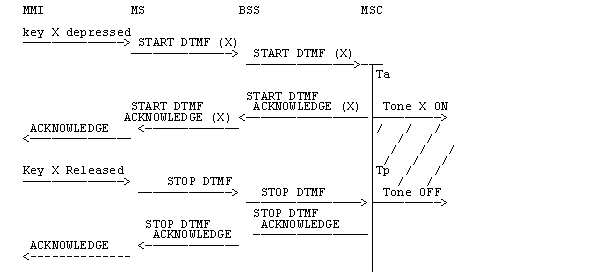 MMI MS BSS MSC
key X depressed
START DTMF (X)
START DTMF (X)
Ta
START DTMF
START DTMF
ACKNOWLEDGE (X)
Tone X ON
ACKNOWLEDGE (X)
ACKNOWLEDGE
Key X Released
Tp
STOP DTMF
STOP DTMF
Tone OFF
STOP DTMF
STOP DTMF
ACKNOWLEDGE
ACKNOWLEDGE
ACKNOWLEDGE